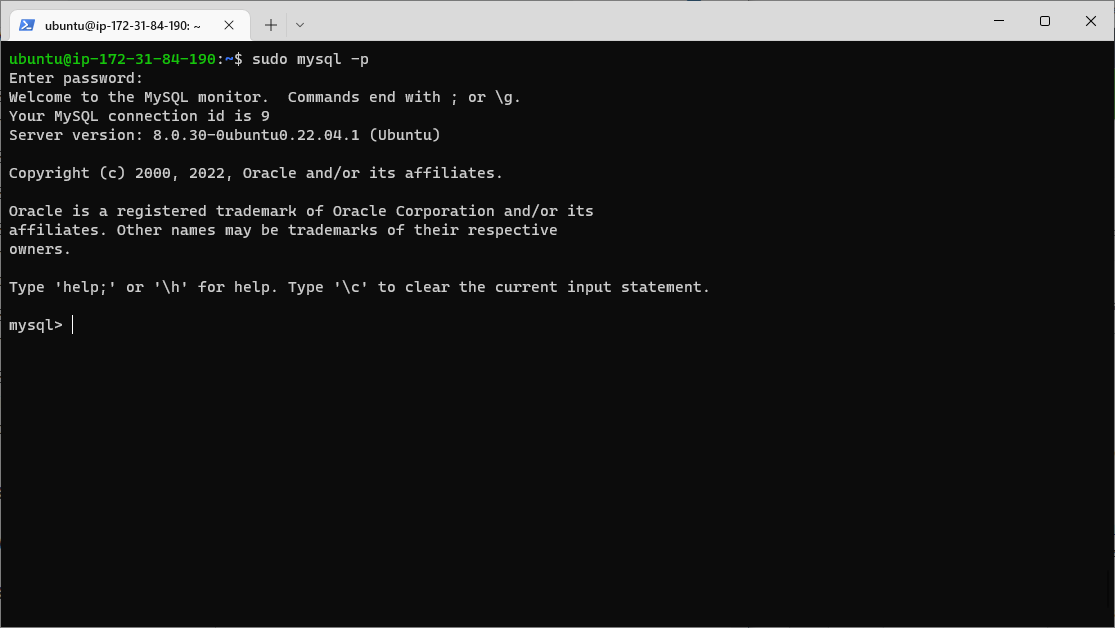 ubuntu@ip-172-31-84-190: ~
ubuntu@ip-172-31-84-190:~$ sudo mysql -p
Enter password:
Welcome to the MySQL monitor.  Commands end with ; or \g.
Your MySQL connection id is 9
Server version: 8.0.30-0ubuntu0.22.04.1 (Ubuntu)
Copyright (c) 2000, 2022, Oracle and/or its affiliates.
Oracle is a registered trademark of Oracle Corporation and/or its
affiliates. Other names may be trademarks of their respective
owners.
Type 'help;' or '\h' for help. Type '\c' to clear the current input statement.
mysql>